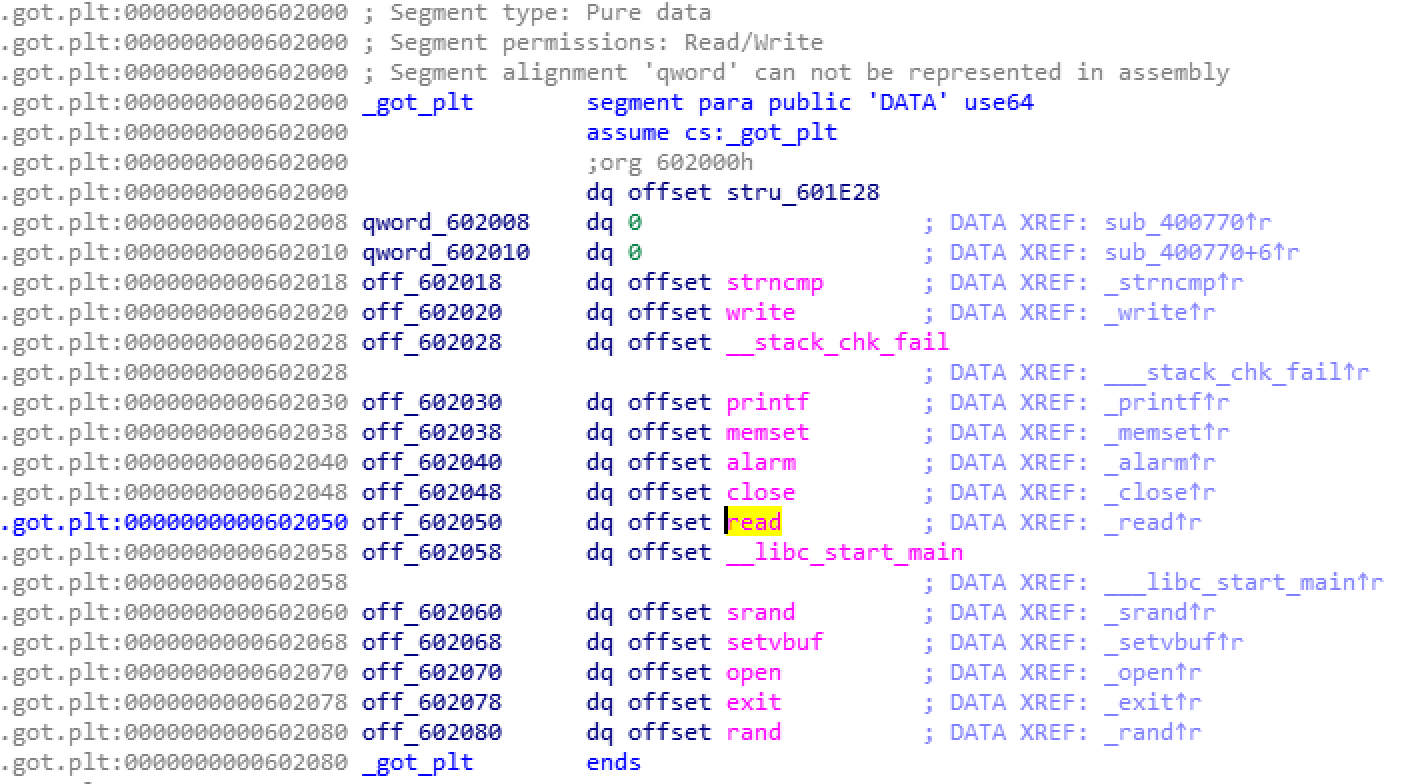 .got.plt:0000000000602000 ; Segment type: Pure data
.got.plt:0000000000602000 ; Segment permissions: Read/Write
.got.plt:0000000000602000 ; Segment alignment 'qword' can not be represented in assembly
.got.plt:0000000000602000 _got_plt        segment para public 'DATA' use64
.got.plt:0000000000602000                 assume cs:_got_plt
.got.plt:0000000000602000                 ;org 602000h
.got.plt:0000000000602000                 dq offset stru_601E28
.got.plt:0000000000602008 qword_602008    dq 0                    ; DATA XREF: sub_400770↑r
.got.plt:0000000000602010 qword_602010    dq 0                    ; DATA XREF: sub_400770+6↑r
.got.plt:0000000000602018 off_602018      dq offset strncmp       ; DATA XREF: _strncmp↑r
.got.plt:0000000000602020 off_602020      dq offset write         ; DATA XREF: _write↑r
.got.plt:0000000000602028 off_602028      dq offset __stack_chk_fail
.got.plt:0000000000602028                                         ; DATA XREF: ___stack_chk_fail↑r
.got.plt:0000000000602030 off_602030      dq offset printf        ; DATA XREF: _printf↑r
.got.plt:0000000000602038 off_602038      dq offset memset        ; DATA XREF: _memset↑r
.got.plt:0000000000602040 off_602040      dq offset alarm         ; DATA XREF: _alarm↑r
.got.plt:0000000000602048 off_602048      dq offset close         ; DATA XREF: _close↑r
.got.plt:0000000000602050 off_602050      dq offset read          ; DATA XREF: _read↑r
.got.plt:0000000000602058 off_602058      dq offset __libc_start_main
.got.plt:0000000000602058                                         ; DATA XREF: ___libc_start_main↑r
.got.plt:0000000000602060 off_602060      dq offset srand         ; DATA XREF: _srand↑r
.got.plt:0000000000602068 off_602068      dq offset setvbuf       ; DATA XREF: _setvbuf↑r
.got.plt:0000000000602070 off_602070      dq offset open          ; DATA XREF: _open↑r
.got.plt:0000000000602078 off_602078      dq offset exit          ; DATA XREF: _exit↑r
.got.plt:0000000000602080 off_602080      dq offset rand          ; DATA XREF: _rand↑r
.got.plt:0000000000602080 _got_plt        ends